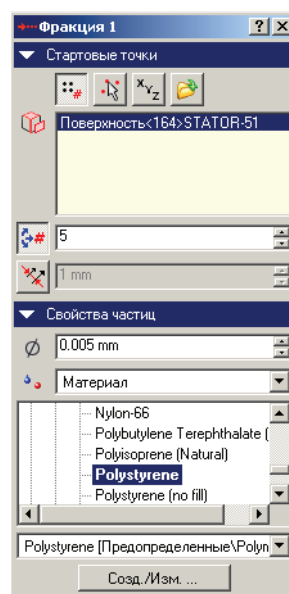 Фракция 1
Стартовые точки
X Y Z
Поверхность<164>STATOR-51
5
1 mm
Свойства частиц
0.005 mm
Материал
Nylon-66
Polybutylene Terephthalate (
Polyisoprene (Natural)
Polystyrene
Polystyrene (no fill)
Polystyrene [Предопределенные\Polyn
Созд./Изм. ...